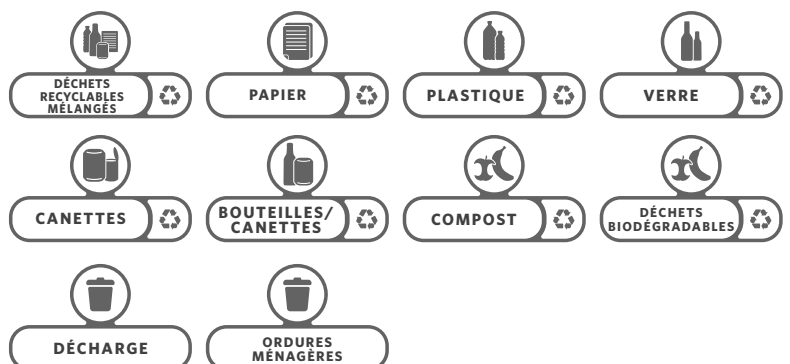 DÉCHETS
RECYCLABLES
MÉLANGÉS
PAPIER
PLASTIQUE
VERRE
CANETTES
BOUTEILLES/
CANETTES
COMPOST
DÉCHETS
BIODÉGRADABLES
DÉCHARGE
ORDURES
MÉNAGÈRES